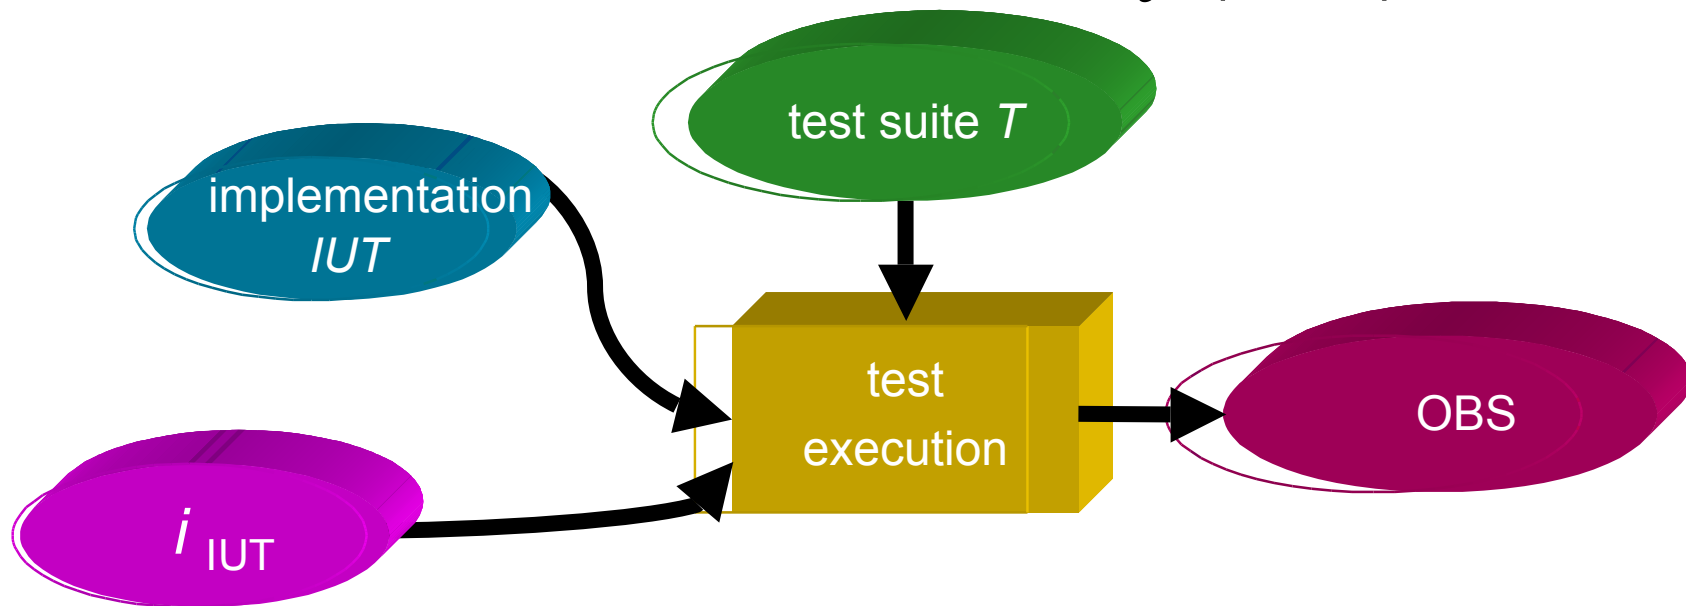 test suite T
implementation
IUT
test
execution
OBS
i IUT